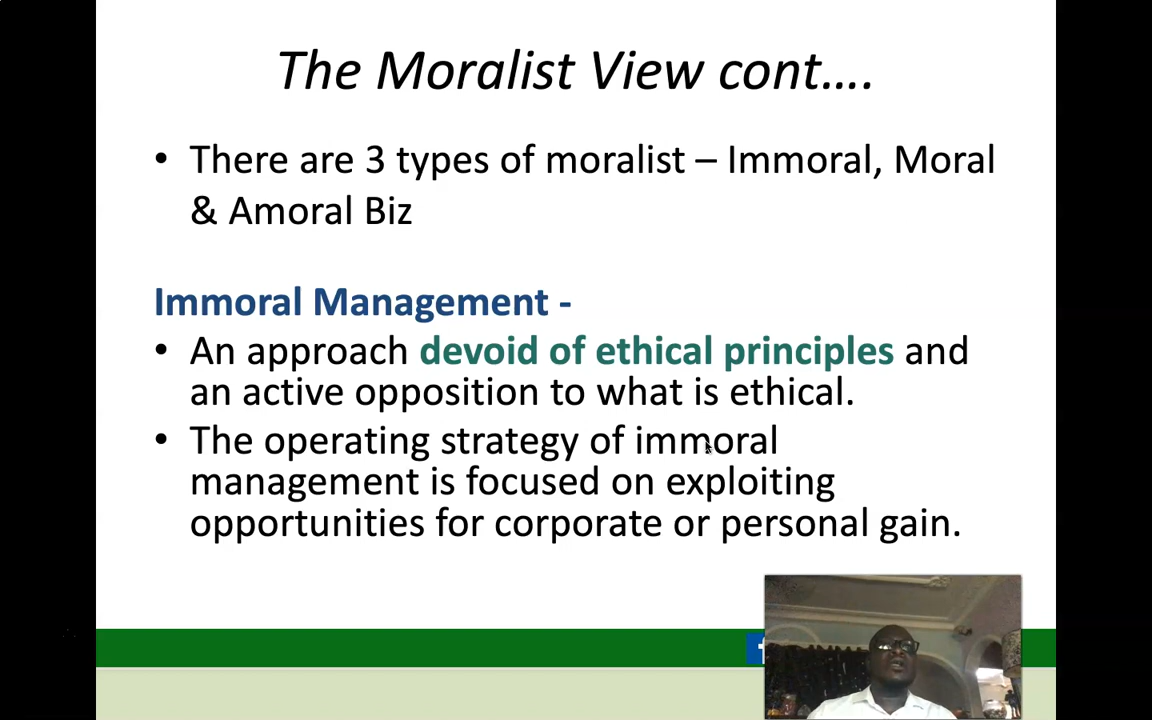 The Moralist View cont....
• There are 3 types of moralist – Immoral, Moral
& Amoral Biz
Immoral Management -
• An approach devoid of ethical principles and
an active opposition to what is ethical.
• The operating strategy of immoral
management is focused on exploiting
opportunities for corporate or personal gain.